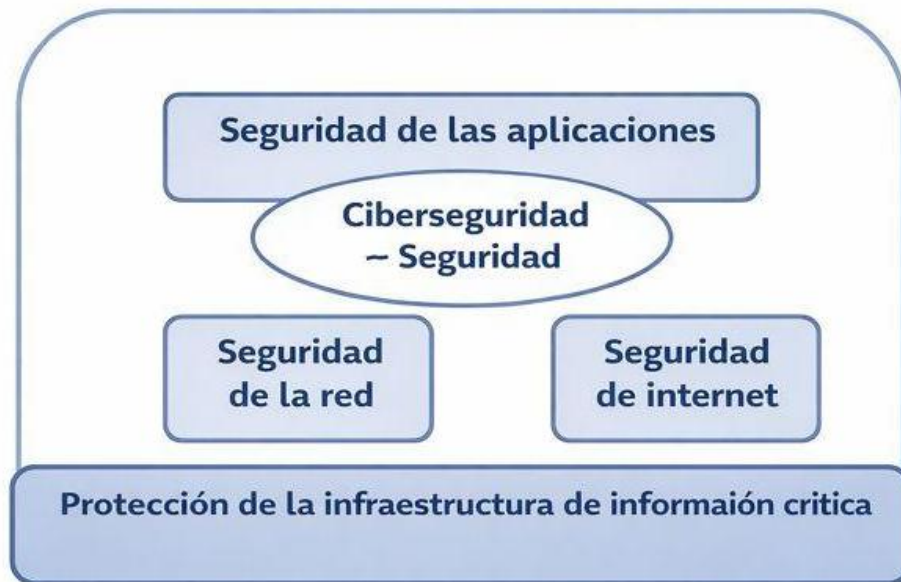 Seguridad de las aplicaciones
Ciberseguridad
~ Seguridad
Seguridad
de la red
Seguridad
de internet
Protección de la infraestructura de informaión critica